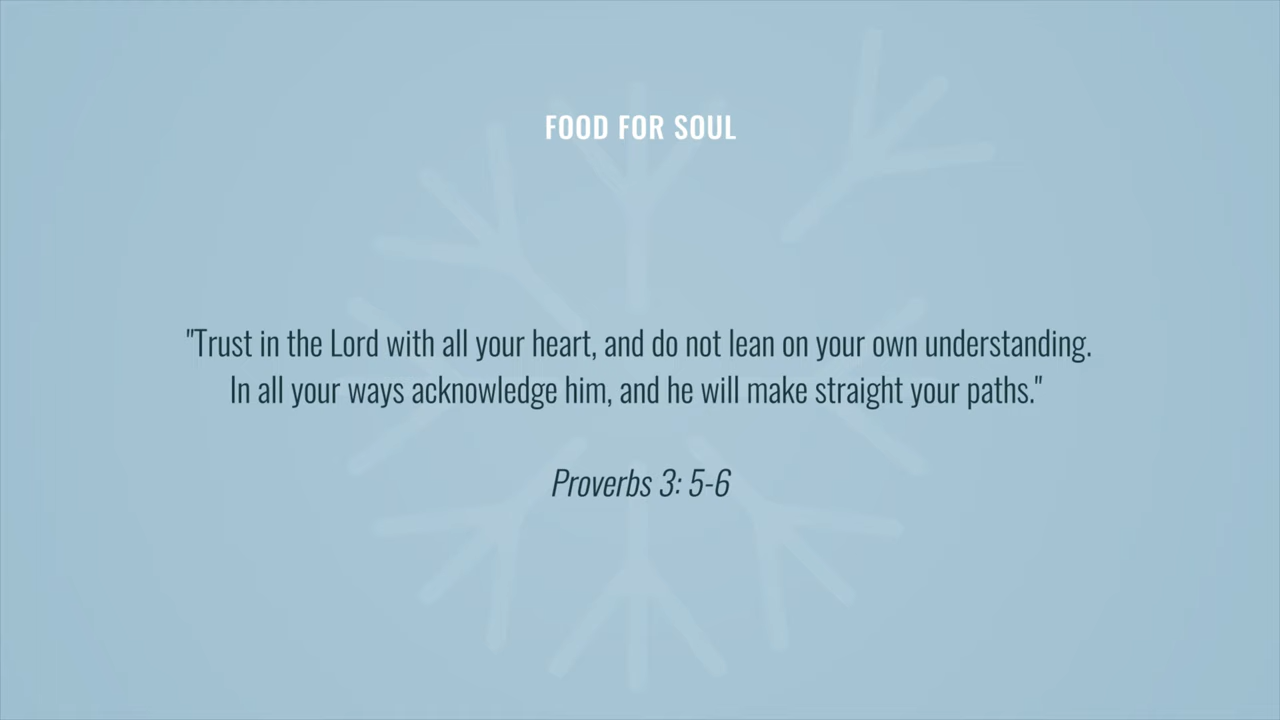 FOOD FOR SOUL
"Trust in the Lord with all your heart, and do not lean on your own understanding.
In all your ways acknowledge him, and he will make straight your paths."
Proverbs 3: 5-6